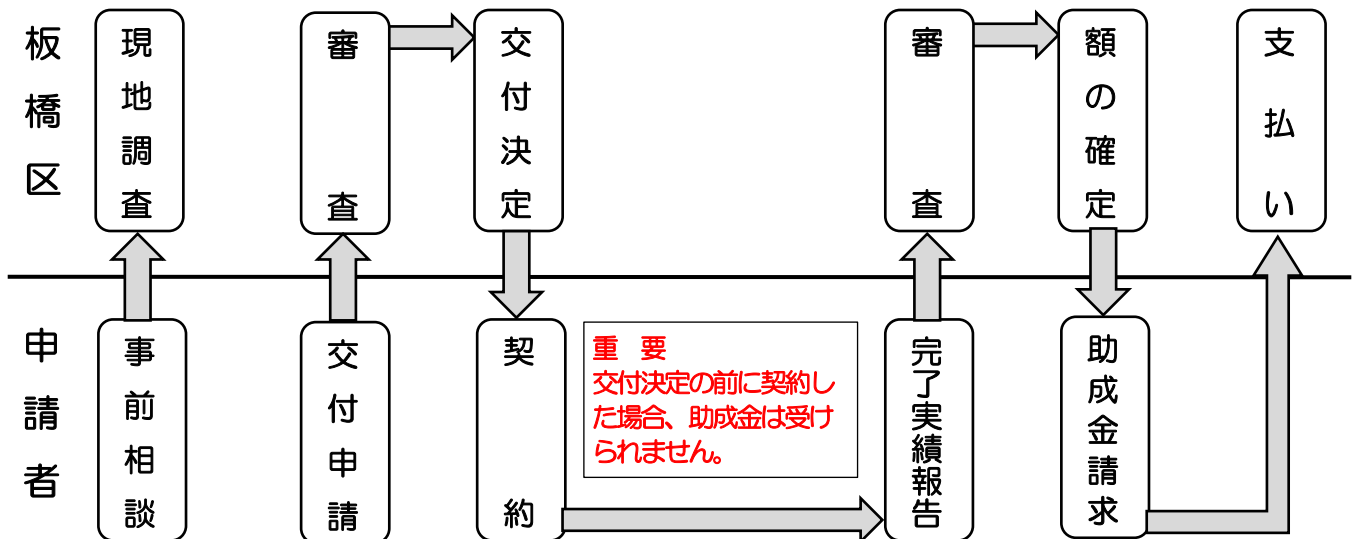 板橋区
現地調査
審査
交付決定
審査
額の確定
支払い
申請者
事前相談
交付申請
契約
重 要
交付決定の前に契約し
た場合、助成金は受け
られません。
完了実績報告
助成金請求